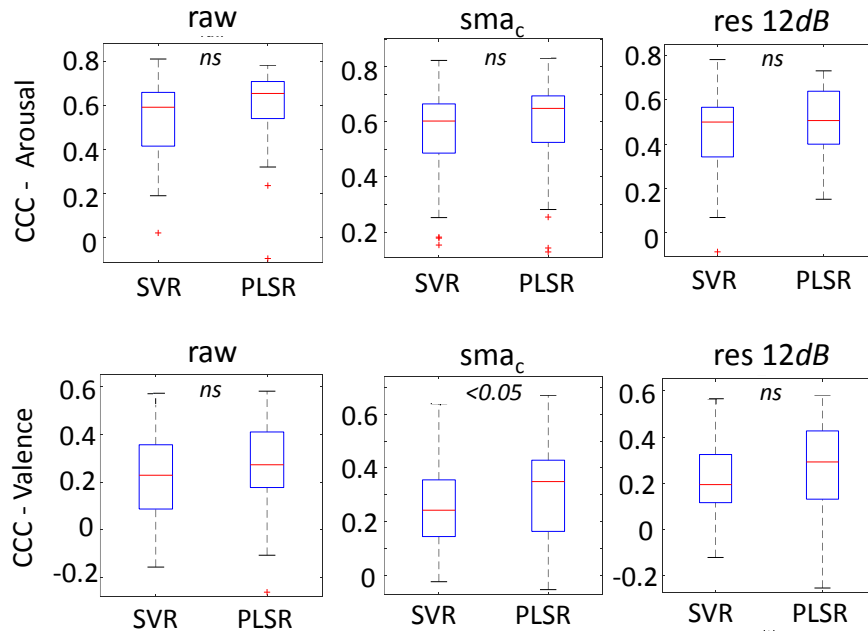 raw
sma_c
res 12dB
CCC - Arousal
0.8
0.6
0.4
0.2
0
ns
SVR
PLSR
0.8
0.6
0.4
0.2
ns
SVR
PLSR
0.8
0.6
0.4
0.2
0
ns
SVR
PLSR
raw
sma_c
res 12dB
CCC - Valence
0.6
0.4
0.2
0
-0.2
ns
SVR
PLSR
0.6
0.4
0.2
0
<0.05
SVR
PLSR
0.6
0.4
0.2
0
-0.2
ns
SVR
PLSR